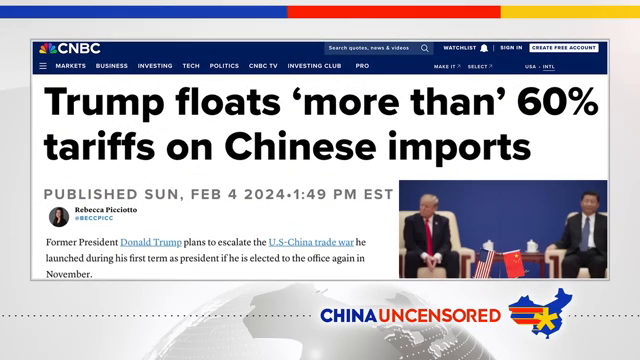 CNBC
Search quotes, news & videos
WATCHLIST
SIGN IN
CREATE FREE ACCOUNT
MARKETS BUSINESS INVESTING TECH POLITICS CNBC TV INVESTING CLUB PRO
MAKE IT SELECT USA · INTL
Trump floats ‘more than’ 60%
tariffs on Chinese imports
PUBLISHED SUN, FEB 4 2024•1:49 PM EST
Rebecca Picciotto
@BECCPICC
Former President Donald Trump plans to escalate the U.S-China trade war he
launched during his first term as president if he is elected to the office again in
November.
CHINA UNCENSORED